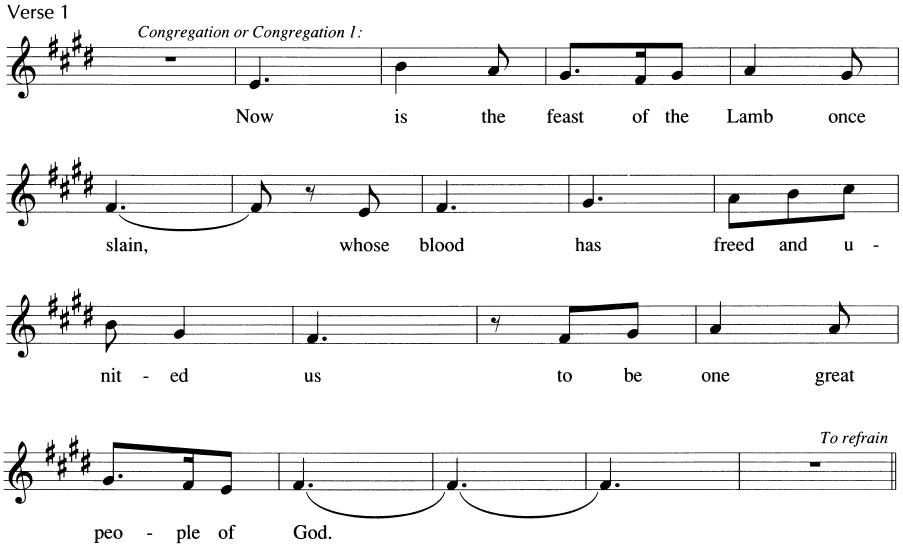 Verse 1
Congregation or Congregation 1:
Now is the feast of the Lamb once
slain, whose blood has freed and u -
nit - ed us to be one great
To refrain
peo - ple of God.